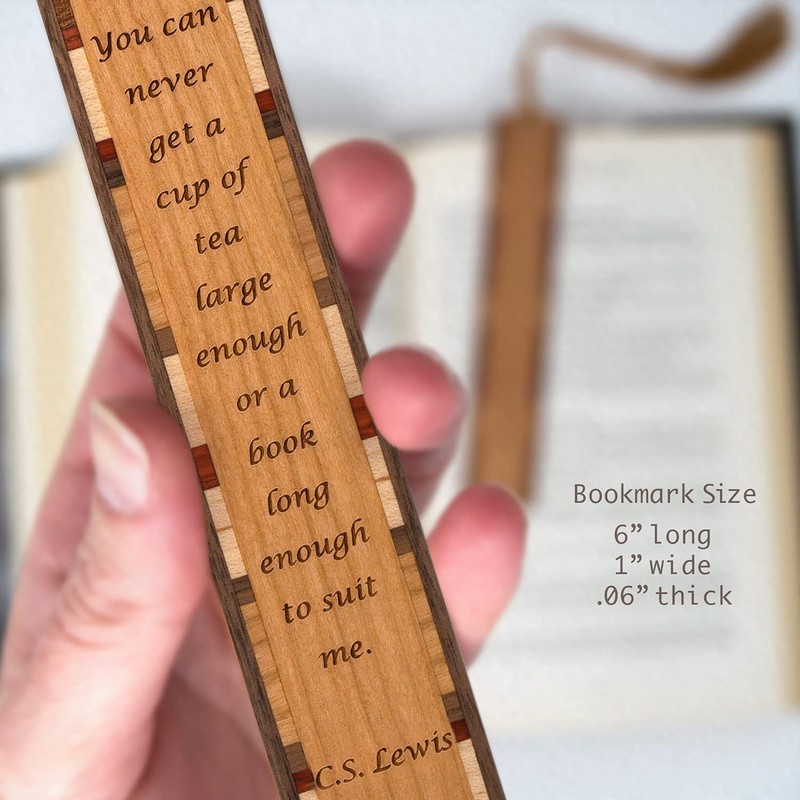 You can
never
get a
cup of
tea
large
enough
or a
book
long
enough
to suit
me.
C.S. Lewis
Bookmark Size
6” long
1” wide
.06” thick